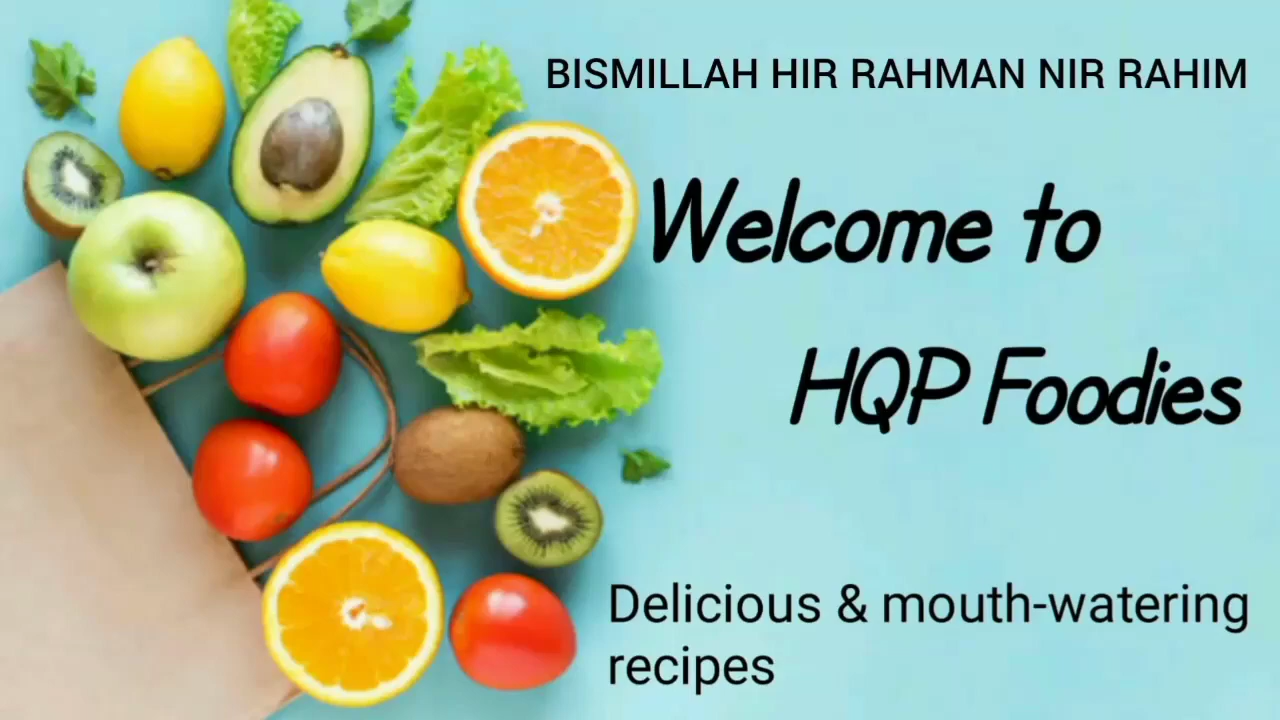 BISMILLAH HIR RAHMAN NIR RAHIM
Welcome to
HQP Foodies
Delicious & mouth-watering
recipes